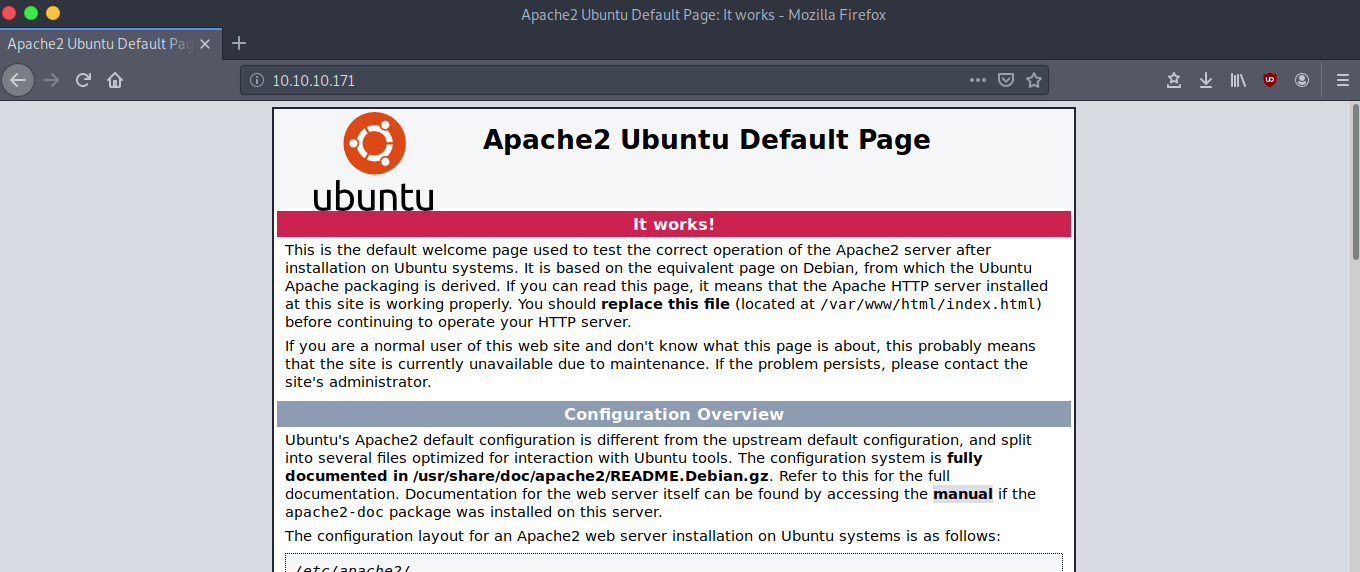 Apache2 Ubuntu Default Page: It works - Mozilla Firefox
Apache2 Ubuntu Default Pag
10.10.10.171
Apache2 Ubuntu Default Page
ubuntu
It works!
This is the default welcome page used to test the correct operation of the Apache2 server after
installation on Ubuntu systems. It is based on the equivalent page on Debian, from which the Ubuntu
Apache packaging is derived. If you can read this page, it means that the Apache HTTP server installed
at this site is working properly. You should replace this file (located at /var/www/html/index.html)
before continuing to operate your HTTP server.
If you are a normal user of this web site and don't know what this page is about, this probably means
that the site is currently unavailable due to maintenance. If the problem persists, please contact the
site's administrator.
Configuration Overview
Ubuntu's Apache2 default configuration is different from the upstream default configuration, and split
into several files optimized for interaction with Ubuntu tools. The configuration system is fully
documented in /usr/share/doc/apache2/README.Debian.gz. Refer to this for the full
documentation. Documentation for the web server itself can be found by accessing the manual if the
apache2-doc package was installed on this server.
The configuration layout for an Apache2 web server installation on Ubuntu systems is as follows:
/etc/apache2/